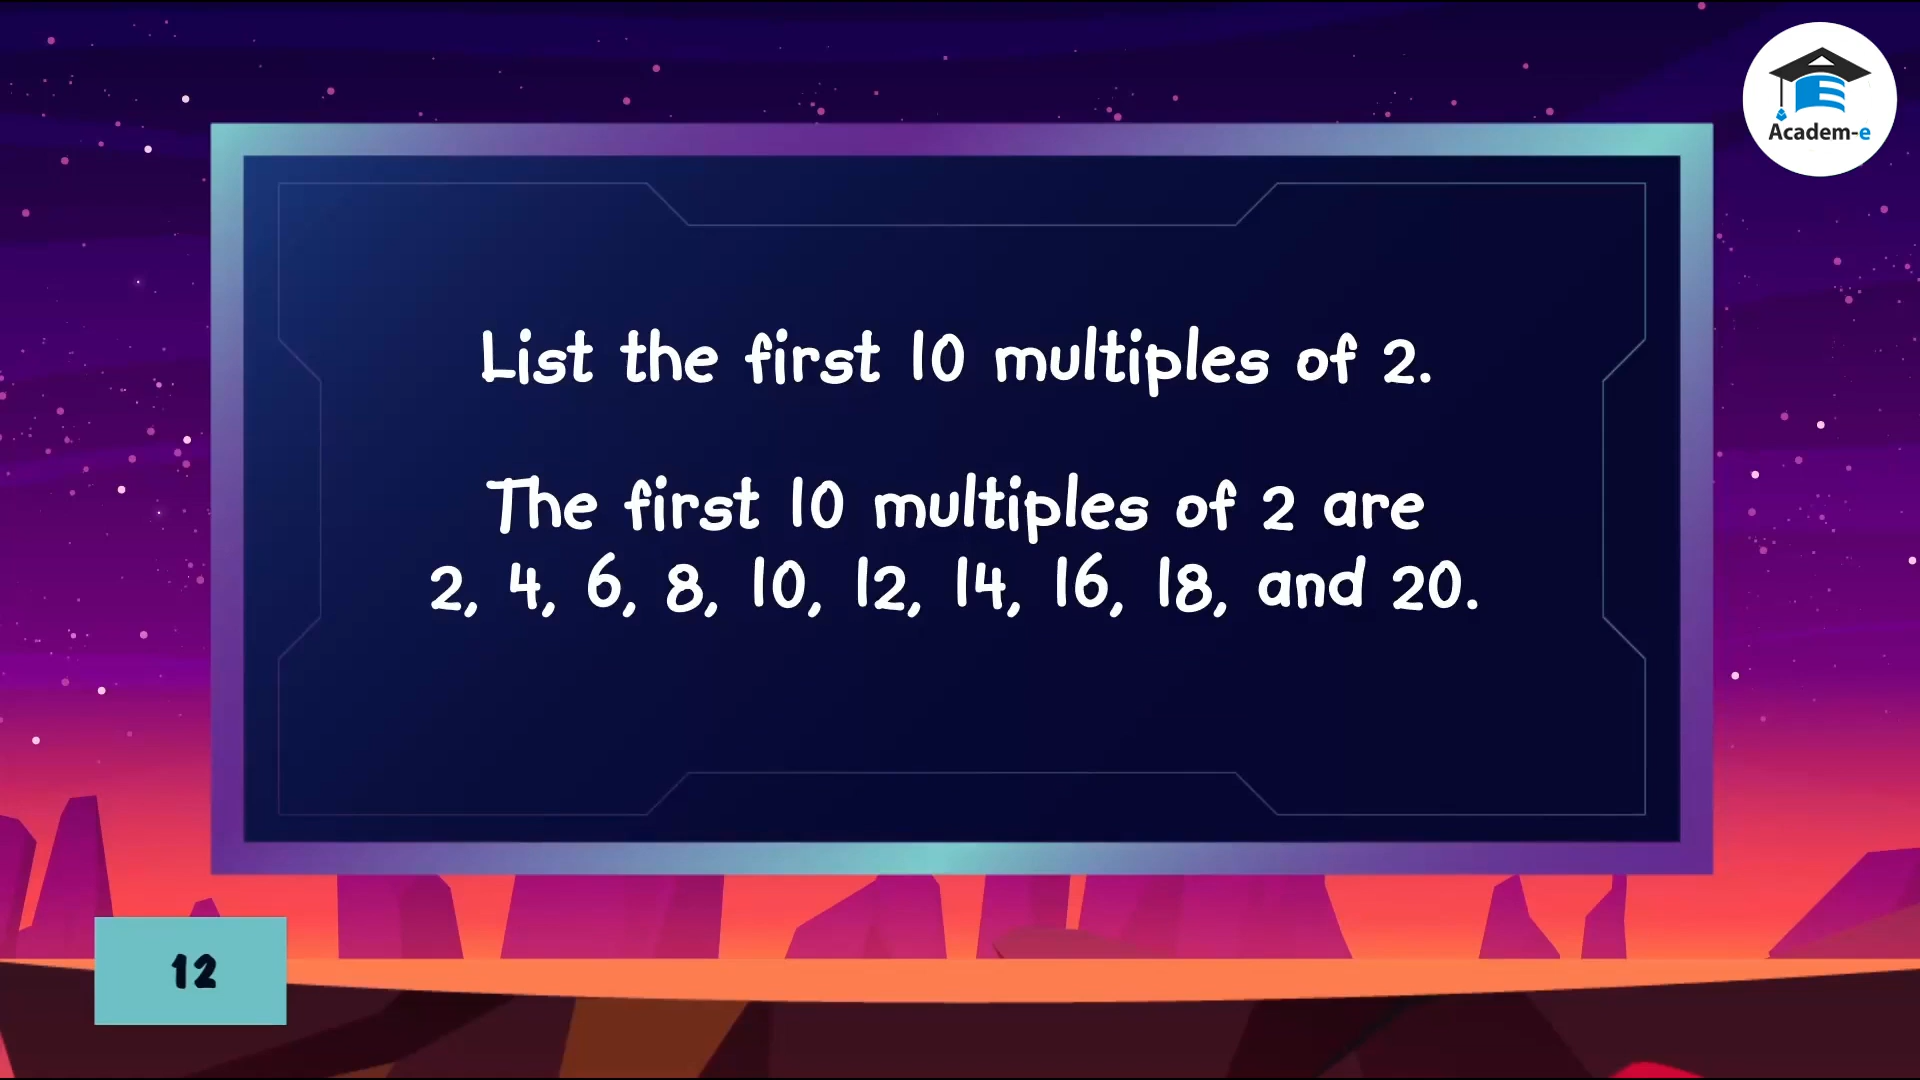 Academ-e
List the first 10 multiples of 2.
The first 10 multiples of 2 are
2, 4, 6, 8, 10, 12, 14, 16, 18, and 20.
12